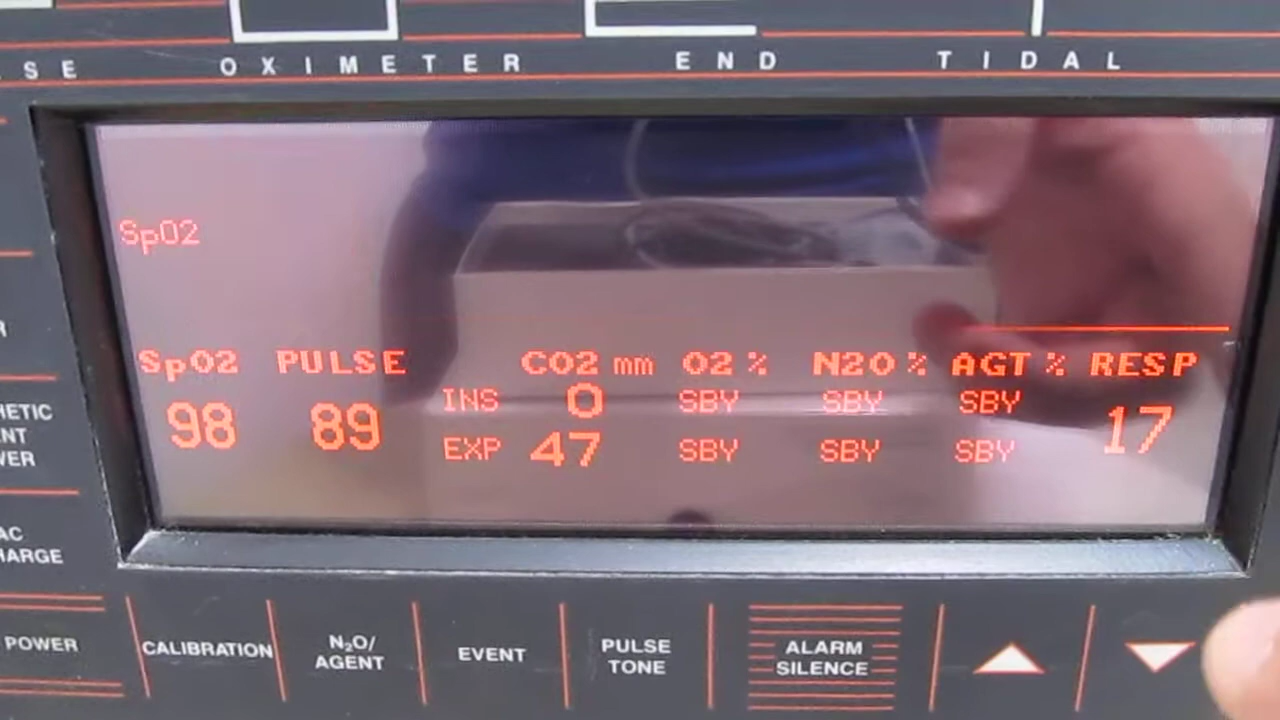 OXIMETER END TIDAL
SpO2
SpO2 PULSE CO2 mm O2 % N2O % AGT % RESP
INS 0 SBY SBY SBY
98 89 17
EXP 47 SBY SBY SBY
POWER
CALIBRATION
N₂O/
AGENT
EVENT
PULSE
TONE
ALARM
SILENCE